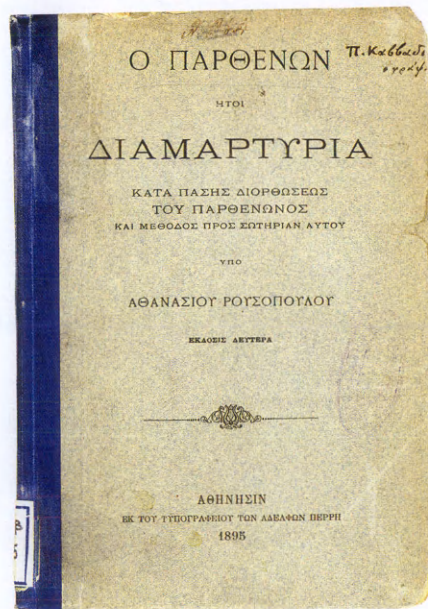 Π. Καββαδ
Ο ΠΑΡΘΕΝΩΝ
ΗΤΟΙ
ΔΙΑΜΑΡΤΥΡΙΑ
ΚΑΤΑ ΠΑΣΗΣ ΔΙΟΡΘΩΣΕΩΣ
ΤΟΥ ΠΑΡΘΕΝΩΝΟΣ
ΚΑΙ ΜΕΘΟΔΟΣ ΠΡΟΣ ΣΩΤΗΡΙΑΝ ΑΥΤΟΥ
ΥΠΟ
ΑΘΑΝΑΣΙΟΥ ΡΟΥΣΟΠΟΥΛΟΥ
ΕΚΔΟΣΙΣ ΔΕΥΤΕΡΑ
ΑΘΗΝΗΣΙΝ
ΕΚ ΤΟΥ ΤΥΠΟΓΡΑΦΕΙΟΥ ΤΩΝ ΑΔΕΛΦΩΝ ΠΕΡΡΗ
1895